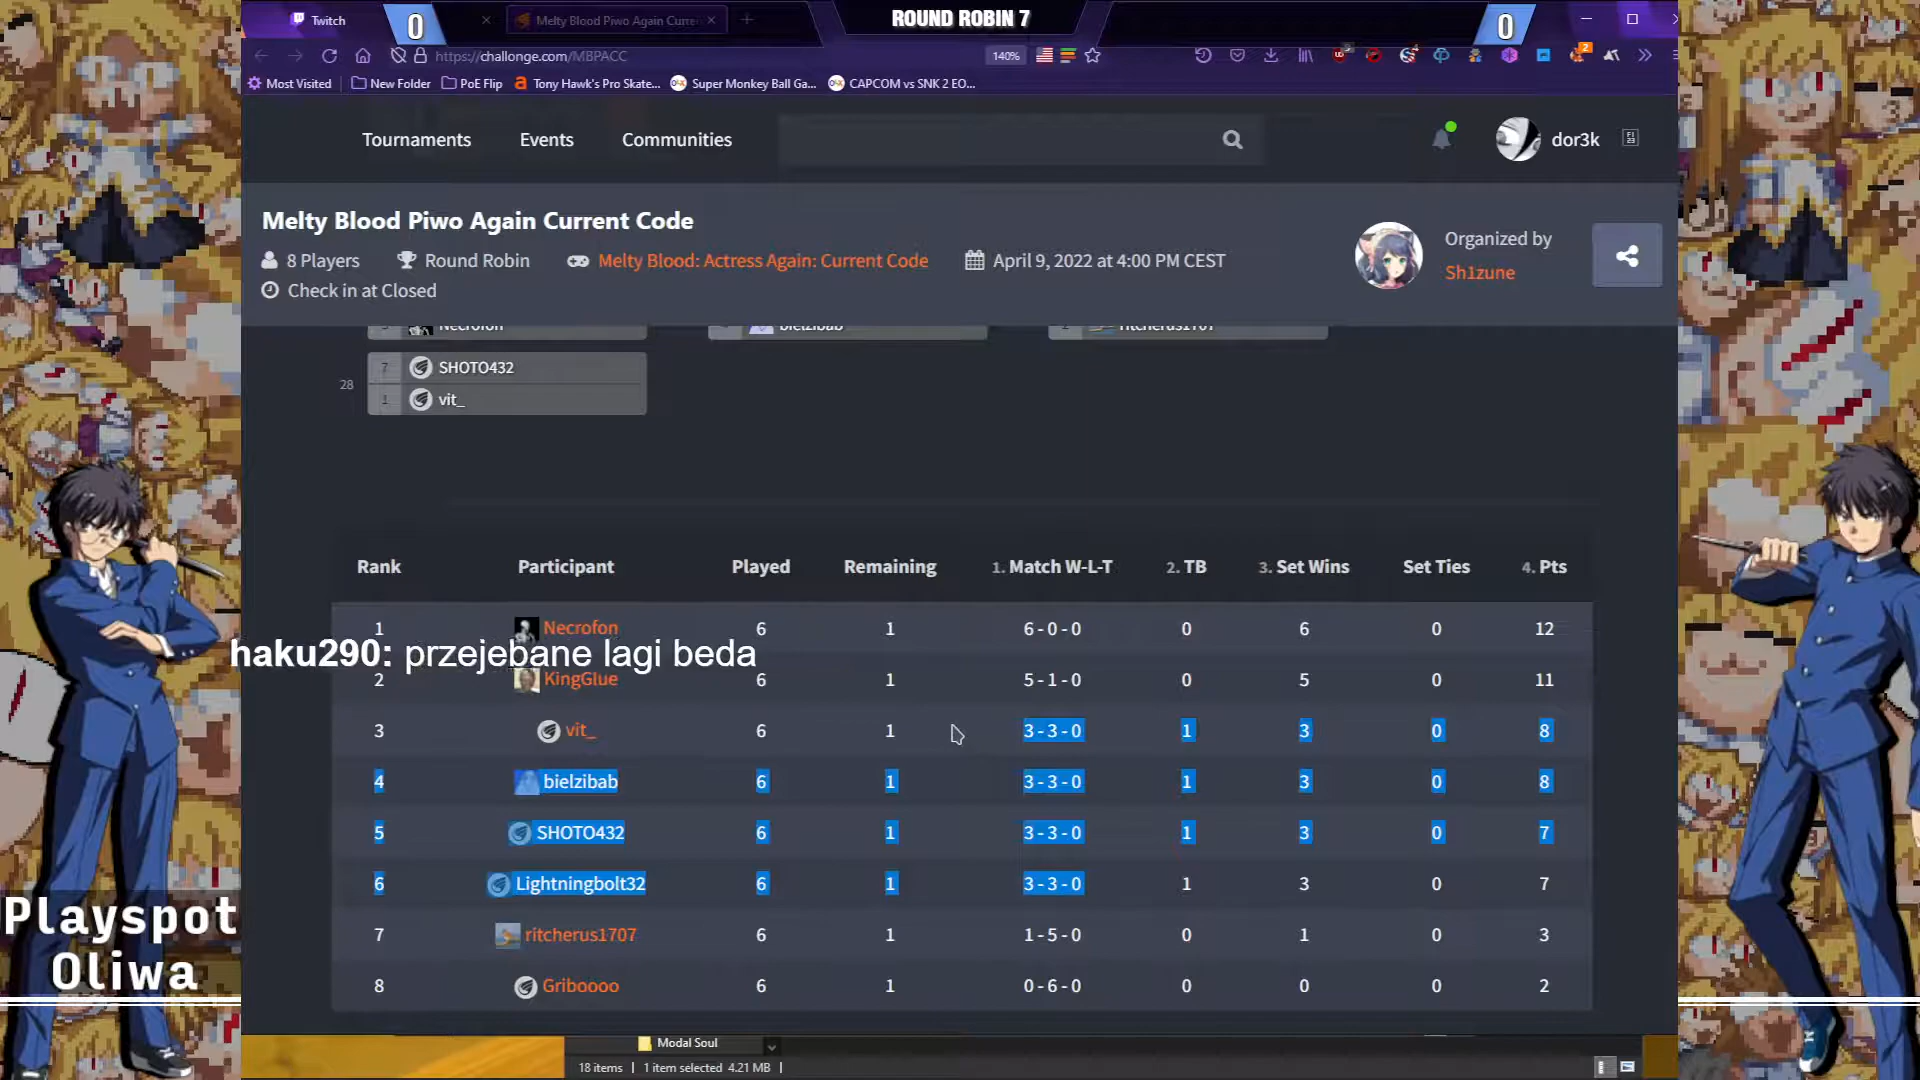 Twitch
0
Melty Blood Piwo Again Curre
ROUND ROBIN 7
0
https://challonge.com/MBPACC
140%
2
Most Visited
New Folder
PoE Flip
Tony Hawk's Pro Skate...
Super Monkey Ball Ga...
CAPCOM vs SNK 2 EO...
Tournaments
Events
Communities
dor3k
Melty Blood Piwo Again Current Code
8 Players
Round Robin
Melty Blood: Actress Again: Current Code
April 9, 2022 at 4:00 PM CEST
Check in at Closed
Organized by
Sh1zune
Necrofon
bielzibab
ritcherus1707
28
7 SHOTO432
1 vit_
Rank Participant Played Remaining 1. Match W-L-T 2. TB 3. Set Wins Set Ties 4. Pts
1 Necrofon 6 1 6 - 0 - 0 0 6 0 12
haku290: przejebane lagi beda
2 KingGlue 6 1 5 - 1 - 0 0 5 0 11
3 vit_ 6 1 3 - 3 - 0 1 3 0 8
4 bielzibab 6 1 3 - 3 - 0 1 3 0 8
5 SHOTO432 6 1 3 - 3 - 0 1 3 0 7
6 Lightningbolt32 6 1 3 - 3 - 0 1 3 0 7
7 ritcherus1707 6 1 1 - 5 - 0 0 1 0 3
8 Griboooo 6 1 0 - 6 - 0 0 0 0 2
Playspot
Oliwa
Modal Soul
18 items
1 item selected 4.21 MB